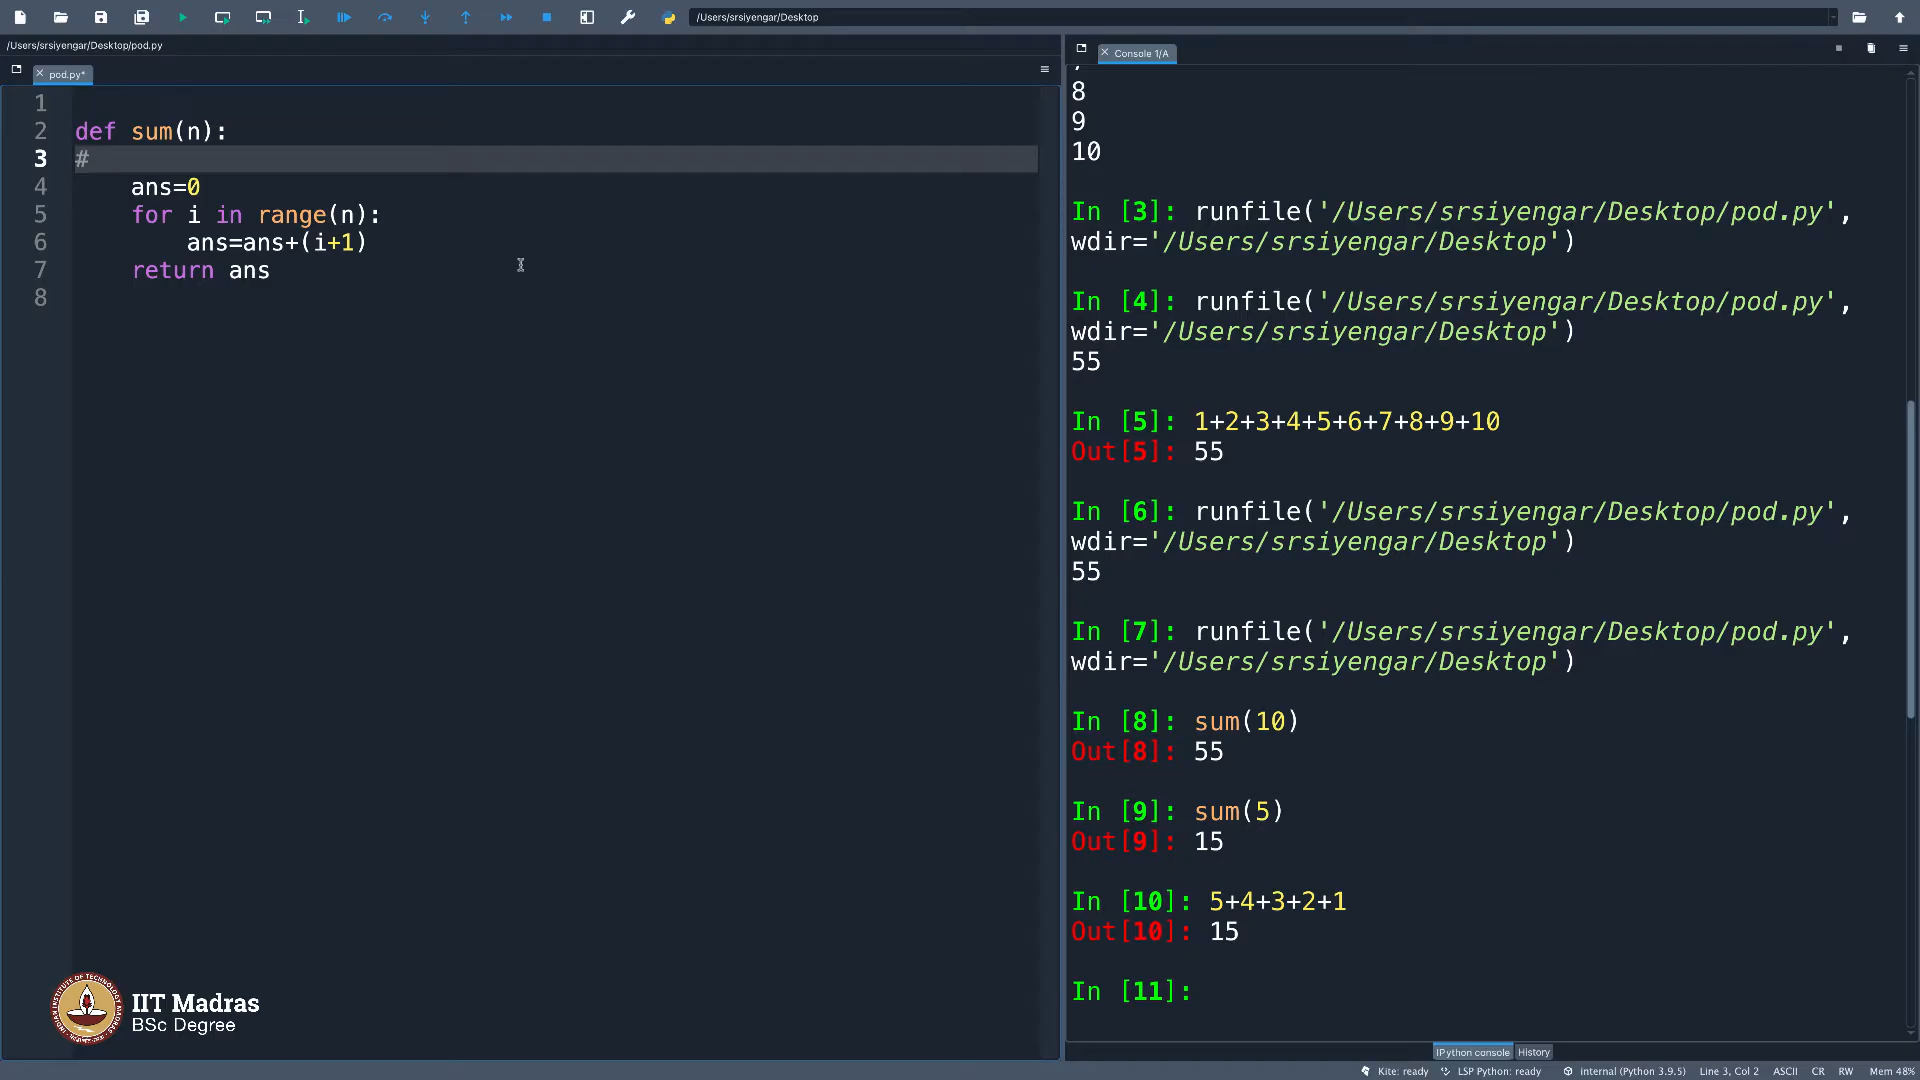 /Users/srsiyengar/Desktop
/Users/srsiyengar/Desktop/pod.py
pod.py*
1
2 def sum(n):
3 #
4     ans=0
5     for i in range(n):
6         ans=ans+(i+1)
7     return ans
8
IIT Madras
BSc Degree
Console 1/A
8
9
10
In [3]: runfile('/Users/srsiyengar/Desktop/pod.py',
wdir='/Users/srsiyengar/Desktop')
In [4]: runfile('/Users/srsiyengar/Desktop/pod.py',
wdir='/Users/srsiyengar/Desktop')
55
In [5]: 1+2+3+4+5+6+7+8+9+10
Out[5]: 55
In [6]: runfile('/Users/srsiyengar/Desktop/pod.py',
wdir='/Users/srsiyengar/Desktop')
55
In [7]: runfile('/Users/srsiyengar/Desktop/pod.py',
wdir='/Users/srsiyengar/Desktop')
In [8]: sum(10)
Out[8]: 55
In [9]: sum(5)
Out[9]: 15
In [10]: 5+4+3+2+1
Out[10]: 15
In [11]:
IPython console History
Kite: ready LSP Python: ready internal (Python 3.9.5) Line 3, Col 2 ASCII CR RW Mem 48%